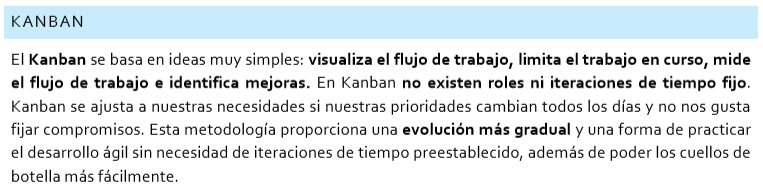 KANBAN
El Kanban se basa en ideas muy simples: visualiza el flujo de trabajo, limita el trabajo en curso, mide
el flujo de trabajo e identifica mejoras. En Kanban no existen roles ni iteraciones de tiempo fijo.
Kanban se ajusta a nuestras necesidades si nuestras prioridades cambian todos los días y no nos gusta
fijar compromisos. Esta metodología proporciona una evolución más gradual y una forma de practicar
el desarrollo ágil sin necesidad de iteraciones de tiempo preestablecido, además de poder los cuellos de
botella más fácilmente.